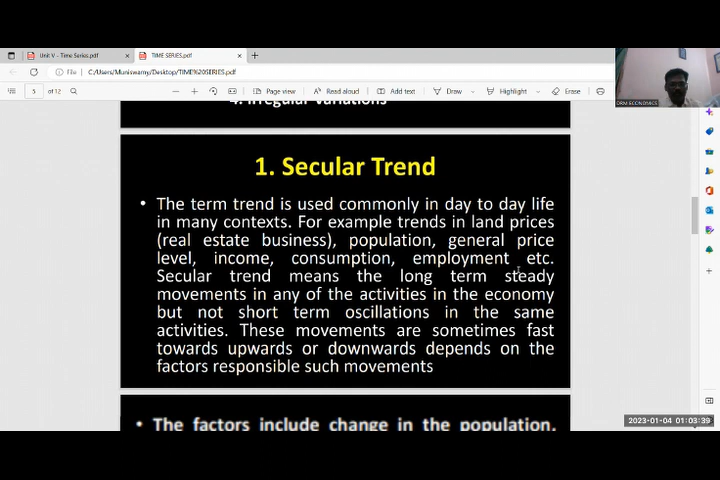 Unit V - Time Series.pdf
TIME SERIES.pdf
File
C:/Users/Muniswamy/Desktop/TIME%20SERIES.pdf
5 of 12
Page view
Read aloud
Add text
Draw
Highlight
Erase
DRM ECONOMICS
4. Irregular Variations
1. Secular Trend
• The term trend is used commonly in day to day life
in many contexts. For example trends in land prices
(real estate business), population, general price
level, income, consumption, employment etc.
Secular trend means the long term steady
movements in any of the activities in the economy
but not short term oscillations in the same
activities. These movements are sometimes fast
towards upwards or downwards depends on the
factors responsible such movements
• The factors include change in the population,
2023-01-04 01:03:39